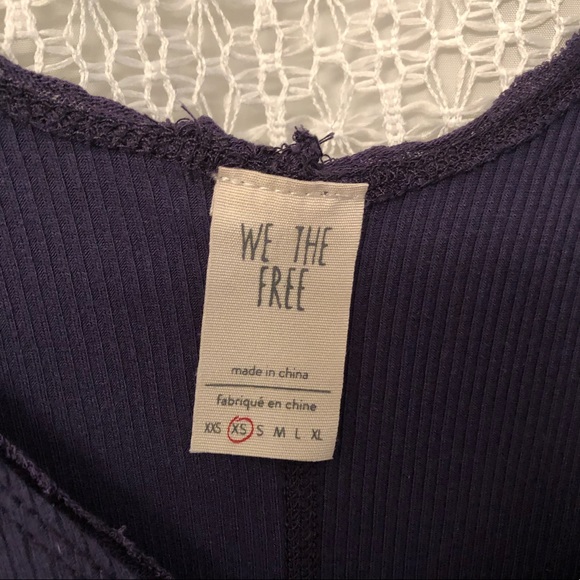 WE THE
FREE
made in china
fabriqué en chine
XXS XS S M L XL